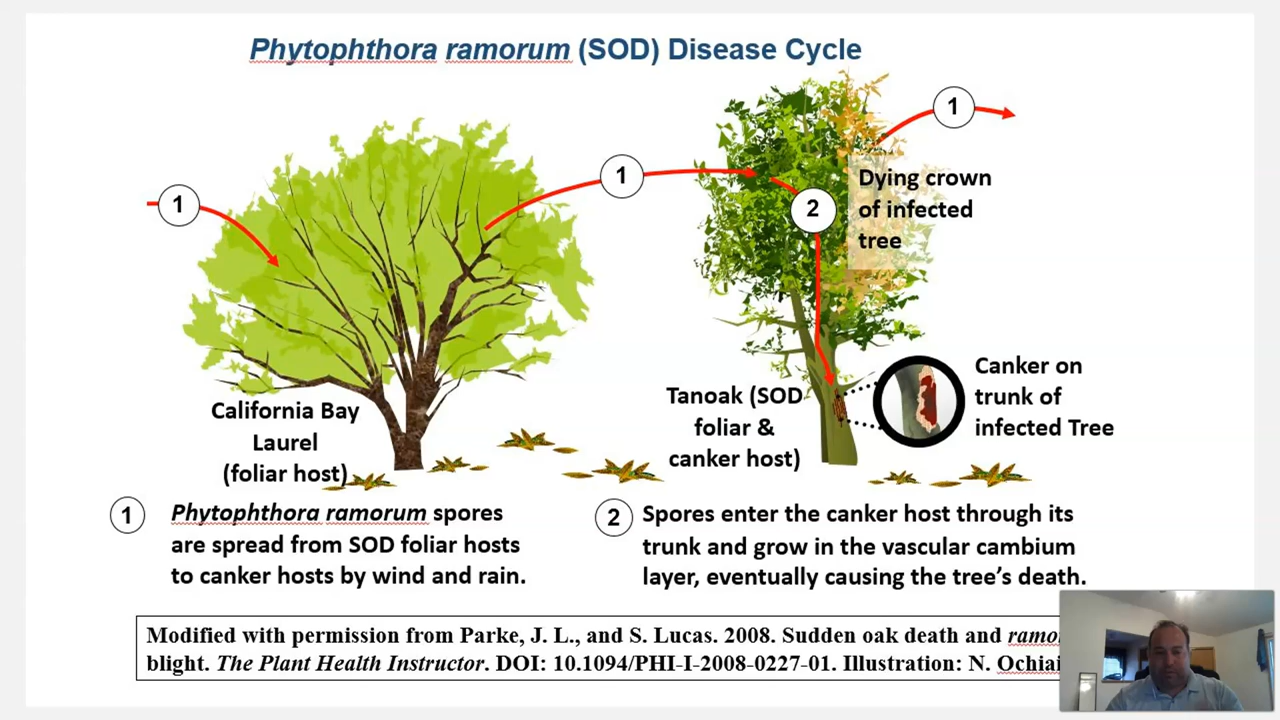 Phytophthora ramorum (SOD) Disease Cycle
1
1
1
2
Dying crown
of infected
tree
California Bay
Laurel
(foliar host)
Tanoak (SOD
foliar &
canker host)
Canker on
trunk of
infected Tree
1
Phytophthora ramorum spores
are spread from SOD foliar hosts
to canker hosts by wind and rain.
2
Spores enter the canker host through its
trunk and grow in the vascular cambium
layer, eventually causing the tree's death.
Modified with permission from Parke, J. L., and S. Lucas. 2008. Sudden oak death and
blight. The Plant Health Instructor. DOI: 10.1094/PHI-I-2008-0227-01. Illustration: N. Ochiai